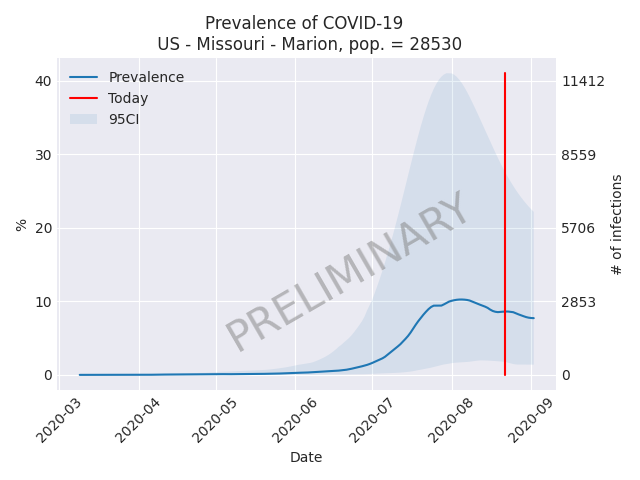 Prevalence of COVID-19
US - Missouri - Marion, pop. = 28530
Prevalence
Today
95CI
40
30
20
10
0
%
11412
8559
5706
2853
0
# of infections
PRELIMINARY
2020-03
2020-04
2020-05
2020-06
2020-07
2020-08
2020-09
Date